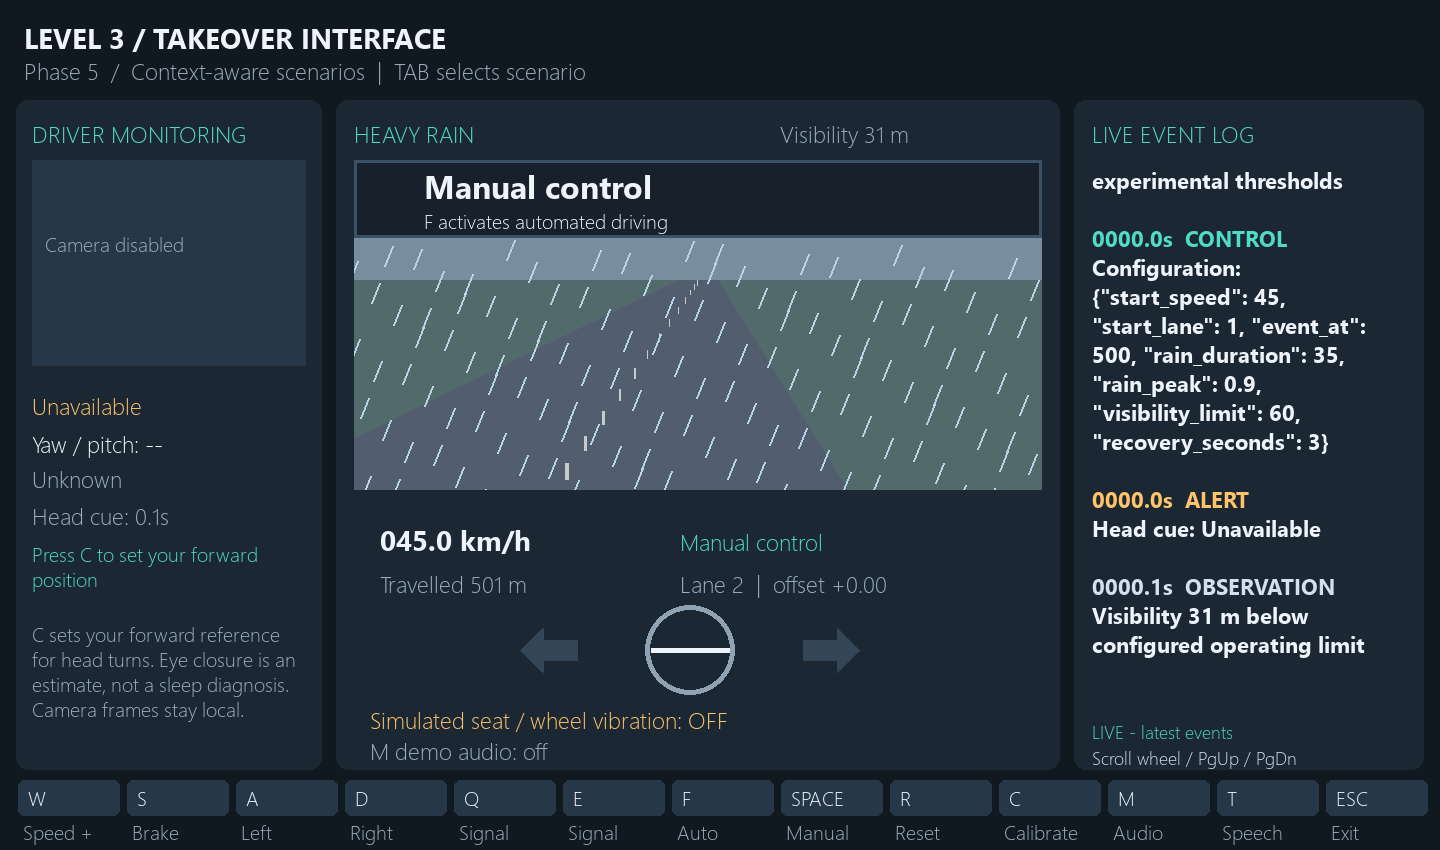 LEVEL 3 / TAKEOVER INTERFACE
Phase 5 / Context-aware scenarios | TAB selects scenario
DRIVER MONITORING
Camera disabled
Unavailable
Yaw / pitch: --
Unknown
Head cue: 0.1s
Press C to set your forward
position
C sets your forward reference
for head turns. Eye closure is an
estimate, not a sleep diagnosis.
Camera frames stay local.
HEAVY RAIN
Visibility 31 m
Manual control
F activates automated driving
045.0 km/h
Manual control
Travelled 501 m
Lane 2 | offset +0.00
Simulated seat / wheel vibration: OFF
M demo audio: off
LIVE EVENT LOG
experimental thresholds
0000.0s CONTROL
Configuration:
{"start_speed": 45,
"start_lane": 1, "event_at":
500, "rain_duration": 35,
"rain_peak": 0.9,
"visibility_limit": 60,
"recovery_seconds": 3}
0000.0s ALERT
Head cue: Unavailable
0000.1s OBSERVATION
Visibility 31 m below
configured operating limit
LIVE - latest events
Scroll wheel / PgUp / PgDn
W S A D Q E F SPACE R C M T ESC
Speed + Brake Left Right Signal Signal Auto Manual Reset Calibrate Audio Speech Exit